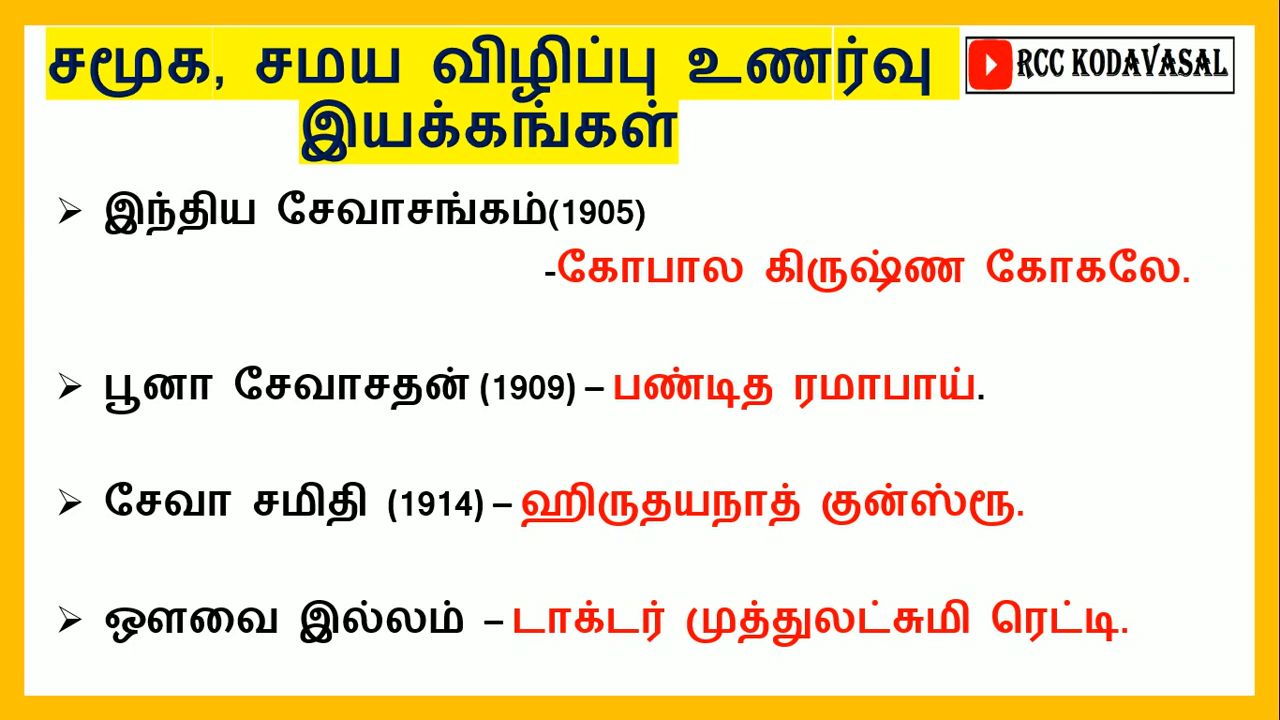 சமூக, சமய விழிப்பு உணர்வு
இயக்கங்கள்
RCC KODAVASAL
➢ இந்திய சேவாசங்கம்(1905)
-கோபால கிருஷ்ண கோகலே.
➢ பூனா சேவாசதன் (1909) – பண்டித ரமாபாய்.
➢ சேவா சமிதி (1914) – ஹிருதயநாத் குன்ஸ்ரூ.
➢ ஔவை இல்லம் – டாக்டர் முத்துலட்சுமி ரெட்டி.